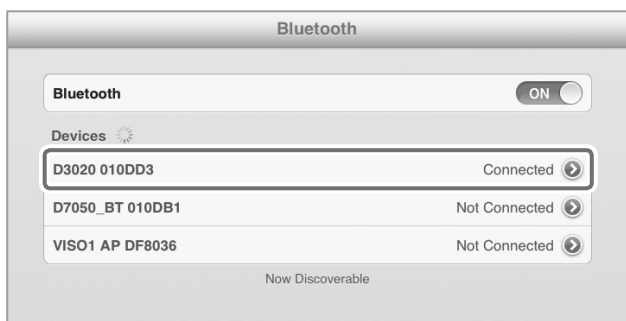 Bluetooth
Bluetooth ON
Devices
D3020 010DD3 Connected
D7050_BT 010DB1 Not Connected
VISO1 AP DF8036 Not Connected
Now Discoverable